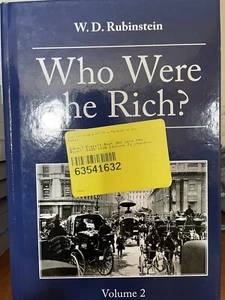 W. D. Rubinstein
Who Were
the Rich?
63541632
Volume 2